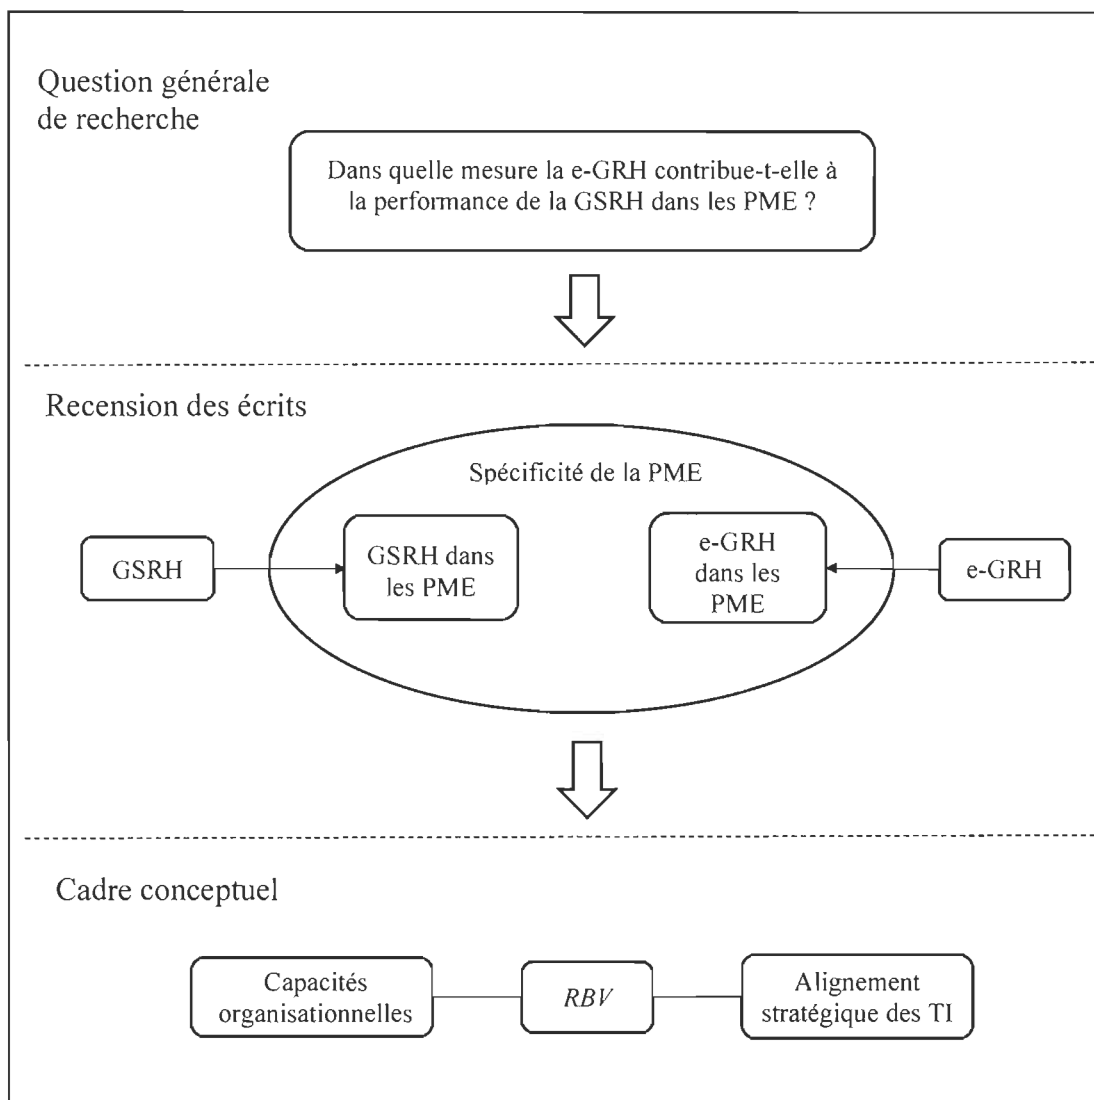 Question générale
de recherche
Dans quelle mesure la e-GRH contribue-t-elle à
la performance de la GSRH dans les PME ?
Recension des écrits
Spécificité de la PME
GSRH
GSRH dans
les PME
e-GRH
dans les
PME
e-GRH
Cadre conceptuel
Capacités
organisationnelles
RBV
Alignement
stratégique des TI